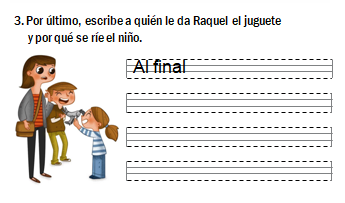 3. Por último, escribe a quién le da Raquel el juguete
y por qué se ríe el niño.
Al final